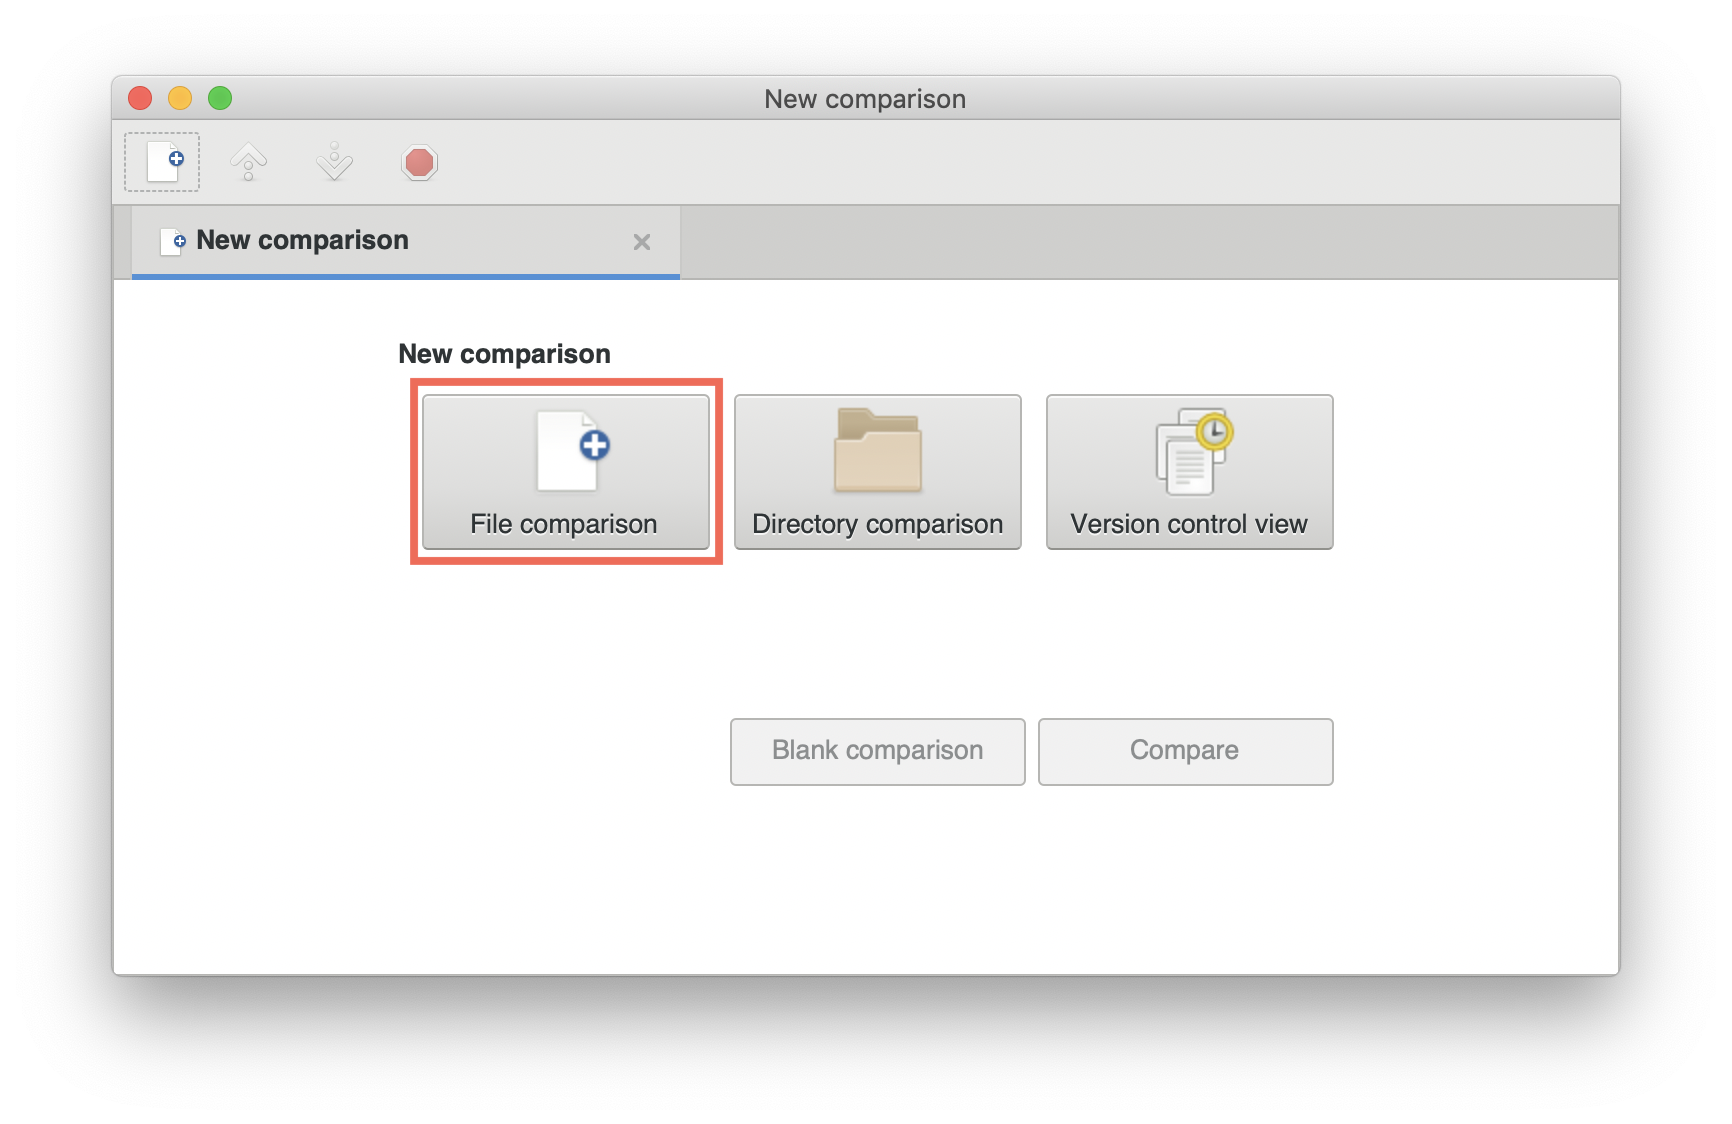 New comparison
New comparison
New comparison
File comparison
Directory comparison
Version control view
Blank comparison
Compare